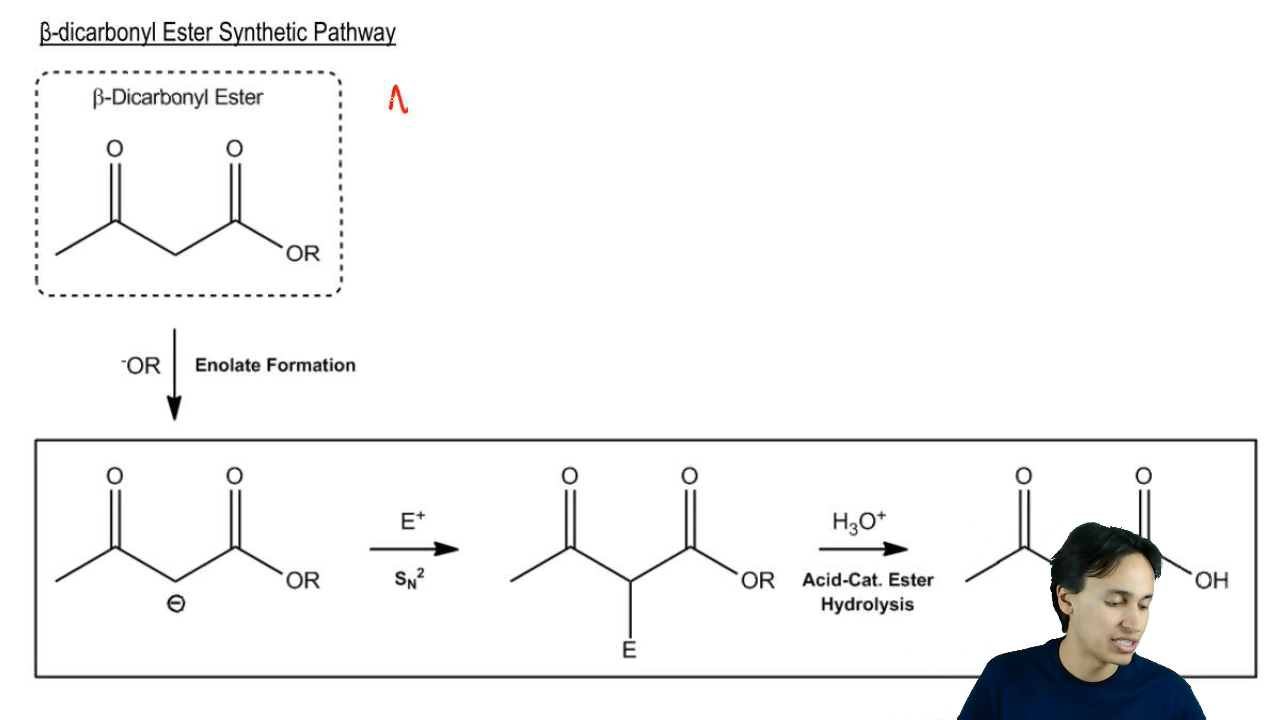 β-dicarbonyl Ester Synthetic Pathway
β-Dicarbonyl Ester
O O
OR
⁻OR Enolate Formation
O O O O O O
E⁺ H₃O⁺
OR Sₙ² OR Acid-Cat. Ester OH
⊖ Hydrolysis
E